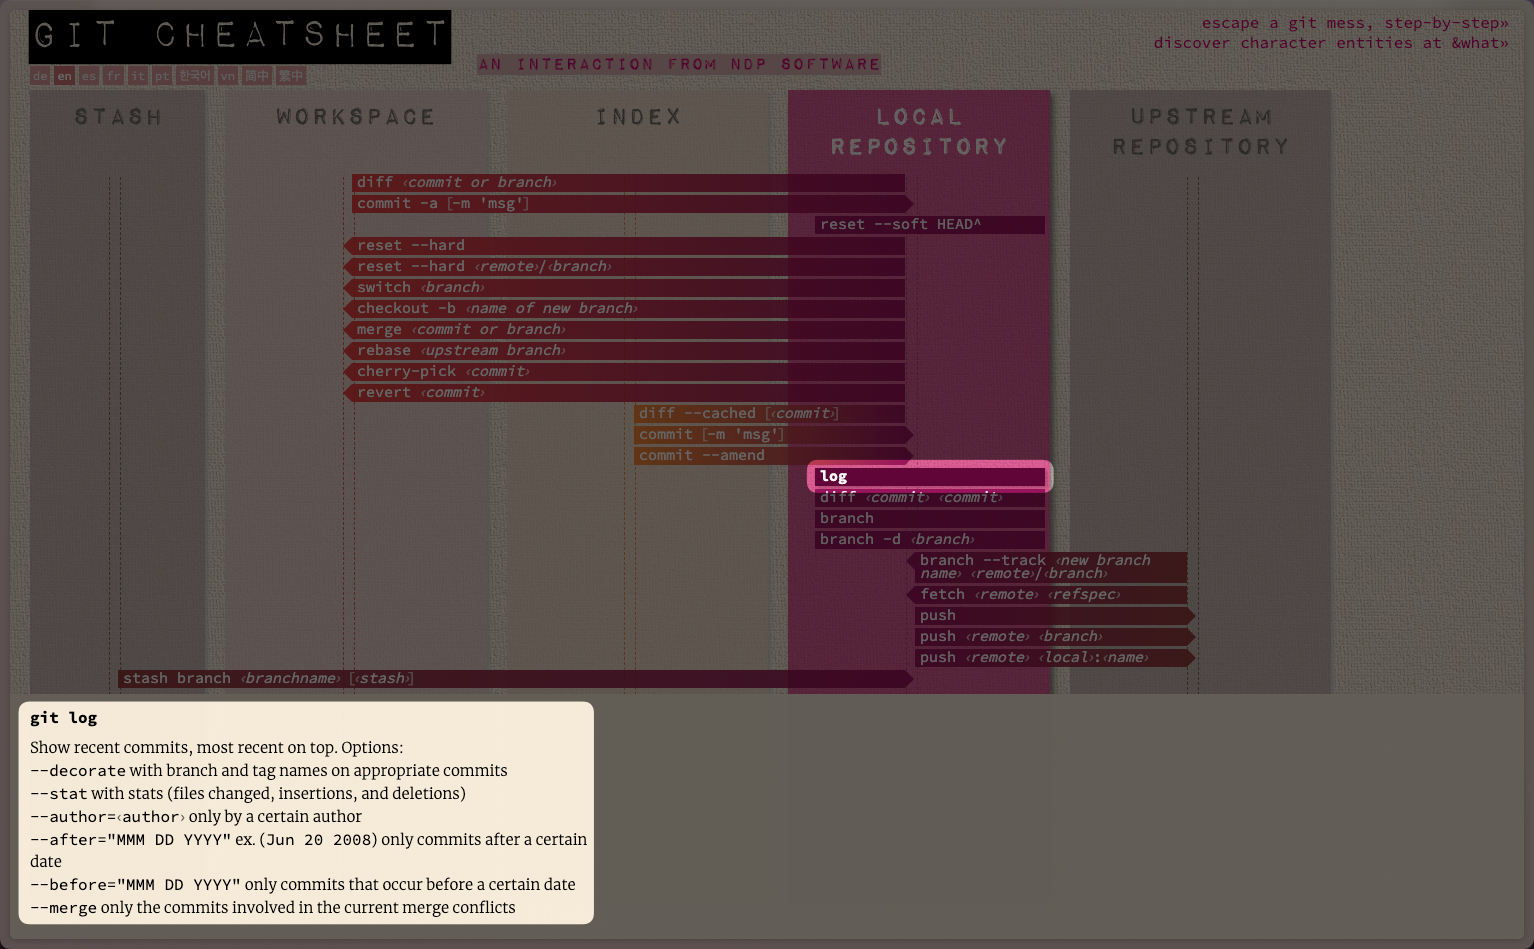 GIT CHEATSHEET
escape a git mess, step-by-step»
discover character entities at &what»
AN INTERACTION FROM NDP SOFTWARE
de en es fr it pt 한국어 vn 简中 繁中
STASH
WORKSPACE
INDEX
LOCAL
REPOSITORY
UPSTREAM
REPOSITORY
diff ‹commit or branch›
commit -a [-m 'msg']
reset --soft HEAD^
reset --hard
reset --hard ‹remote›/‹branch›
switch ‹branch›
checkout -b ‹name of new branch›
merge ‹commit or branch›
rebase ‹upstream branch›
cherry-pick ‹commit›
revert ‹commit›
diff --cached [‹commit›]
commit [-m 'msg']
commit --amend
log
diff ‹commit› ‹commit›
branch
branch -d ‹branch›
branch --track ‹new branch
name› ‹remote›/‹branch›
fetch ‹remote› ‹refspec›
push
push ‹remote› ‹branch›
push ‹remote› ‹local›:‹name›
stash branch ‹branchname› [‹stash›]
git log
Show recent commits, most recent on top. Options:
--decorate with branch and tag names on appropriate commits
--stat with stats (files changed, insertions, and deletions)
--author=‹author› only by a certain author
--after="MMM DD YYYY" ex. (Jun 20 2008) only commits after a certain
date
--before="MMM DD YYYY" only commits that occur before a certain date
--merge only the commits involved in the current merge conflicts